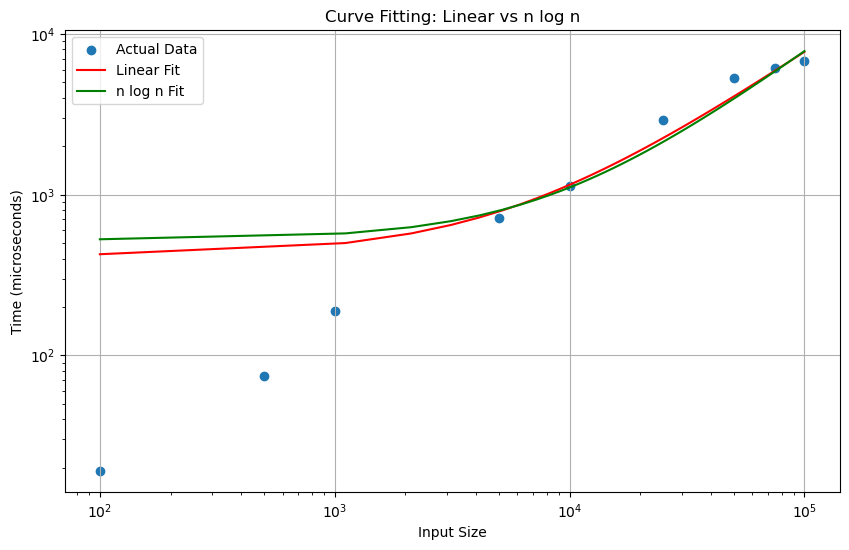 Curve Fitting: Linear vs n log n
Actual Data
Linear Fit
n log n Fit
Time (microseconds)
10⁴
10³
10²
10² 10³ 10⁴ 10⁵
Input Size